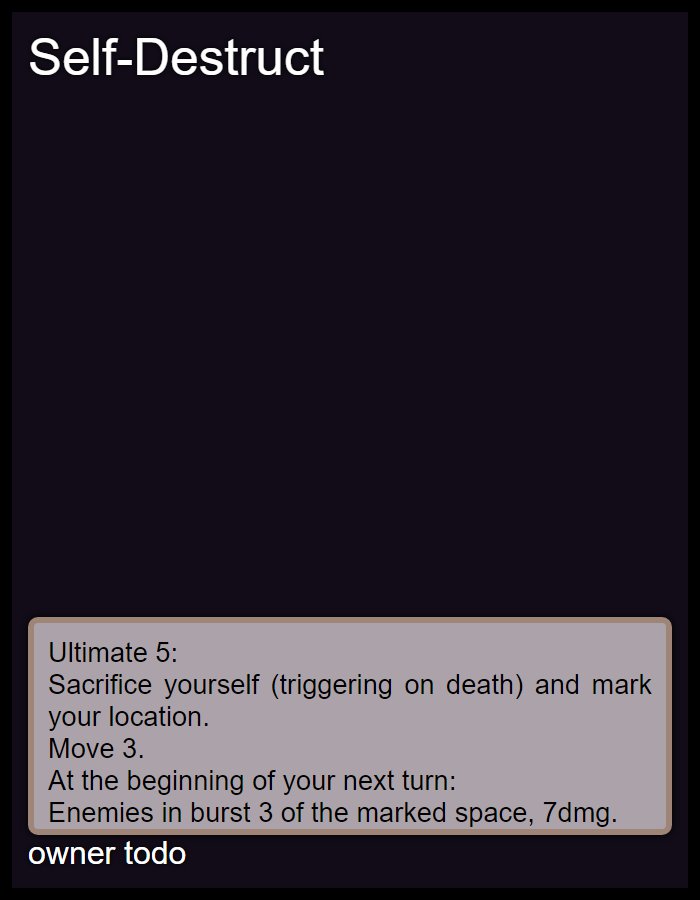 Self-Destruct
Ultimate 5:
Sacrifice yourself (triggering on death) and mark
your location.
Move 3.
At the beginning of your next turn:
Enemies in burst 3 of the marked space, 7dmg.
owner todo